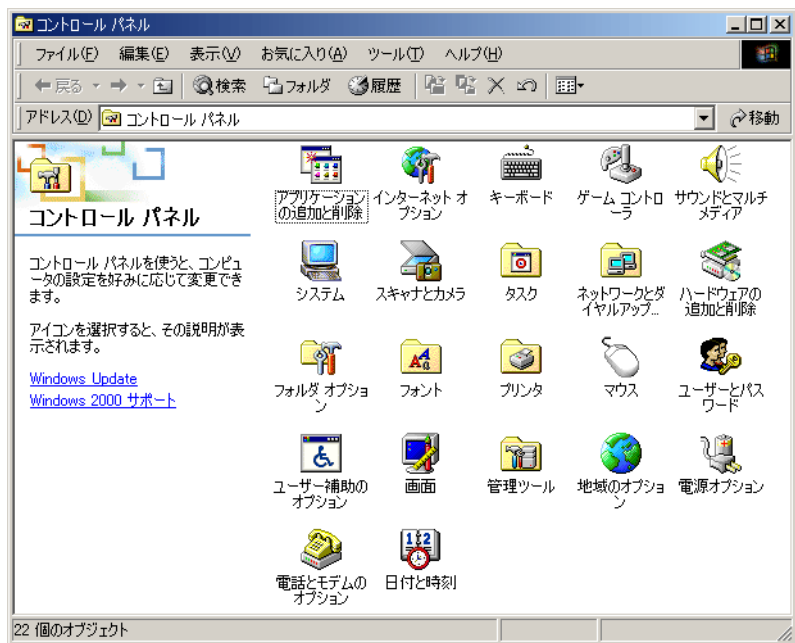 コントロール パネル
ファイル(F) 編集(E) 表示(V) お気に入り(A) ツール(T) ヘルプ(H)
戻る 検索 フォルダ 履歴
アドレス(D) コントロール パネル 移動
コントロール パネル
コントロール パネルを使うと、コンピュ
ータの設定を好みに応じて変更でき
ます。
アイコンを選択すると、その説明が表
示されます。
Windows Update
Windows 2000 サポート
アプリケーション
の追加と削除
インターネット オ
プション
キーボード
ゲーム コントロ
ーラ
サウンドとマルチ
メディア
システム
スキャナとカメラ
タスク
ネットワークとダ
イヤルアップ...
ハードウェアの
追加と削除
フォルダ オプショ
ン
フォント
プリンタ
マウス
ユーザーとパス
ワード
ユーザー補助の
オプション
画面
管理ツール
地域のオプショ
ン
電源オプション
電話とモデムの
オプション
日付と時刻
22 個のオブジェクト